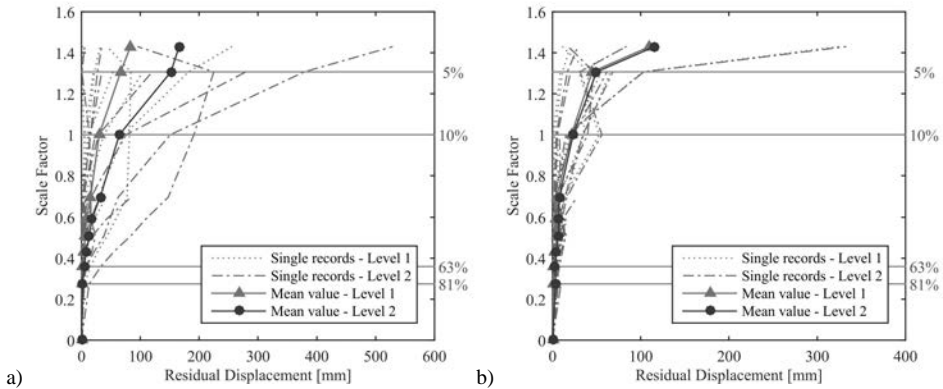 a)
Scale Factor
1.6
1.4
1.2
1
0.8
0.6
0.4
0.2
0
5%
10%
63%
81%
Single records - Level 1
Single records - Level 2
Mean value - Level 1
Mean value - Level 2
0 100 200 300 400 500 600
Residual Displacement [mm]
b)
Scale Factor
1.6
1.4
1.2
1
0.8
0.6
0.4
0.2
0
5%
10%
63%
81%
Single records - Level 1
Single records - Level 2
Mean value - Level 1
Mean value - Level 2
0 100 200 300 400
Residual Displacement [mm]